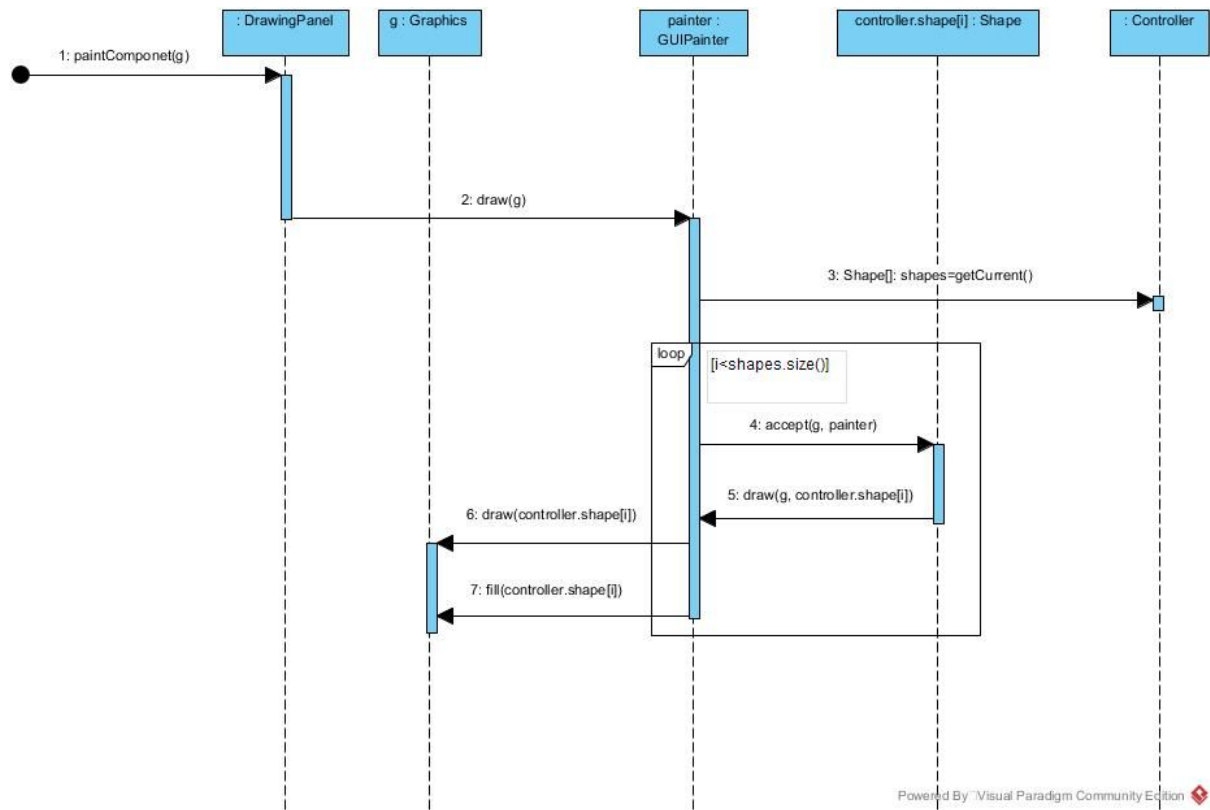 : DrawingPanel
g : Graphics
painter :
GUIPainter
controller.shape[i] : Shape
: Controller
1: paintComponet(g)
2: draw(g)
3: Shape[]: shapes=getCurrent()
loop
[i<shapes.size()]
4: accept(g, painter)
5: draw(g, controller.shape[i])
6: draw(controller.shape[i])
7: fill(controller.shape[i])
Powered By Visual Paradigm Community Edition